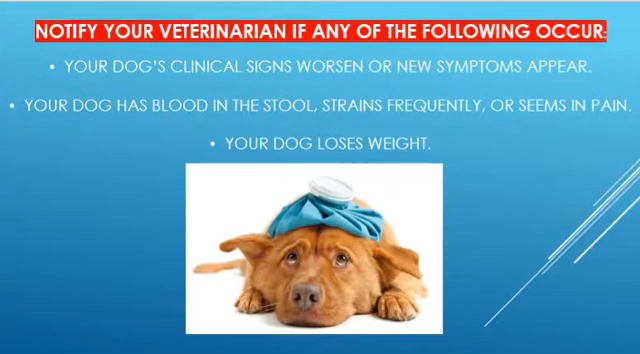 NOTIFY YOUR VETERINARIAN IF ANY OF THE FOLLOWING OCCUR:
• YOUR DOG'S CLINICAL SIGNS WORSEN OR NEW SYMPTOMS APPEAR.
• YOUR DOG HAS BLOOD IN THE STOOL, STRAINS FREQUENTLY, OR SEEMS IN PAIN.
• YOUR DOG LOSES WEIGHT.